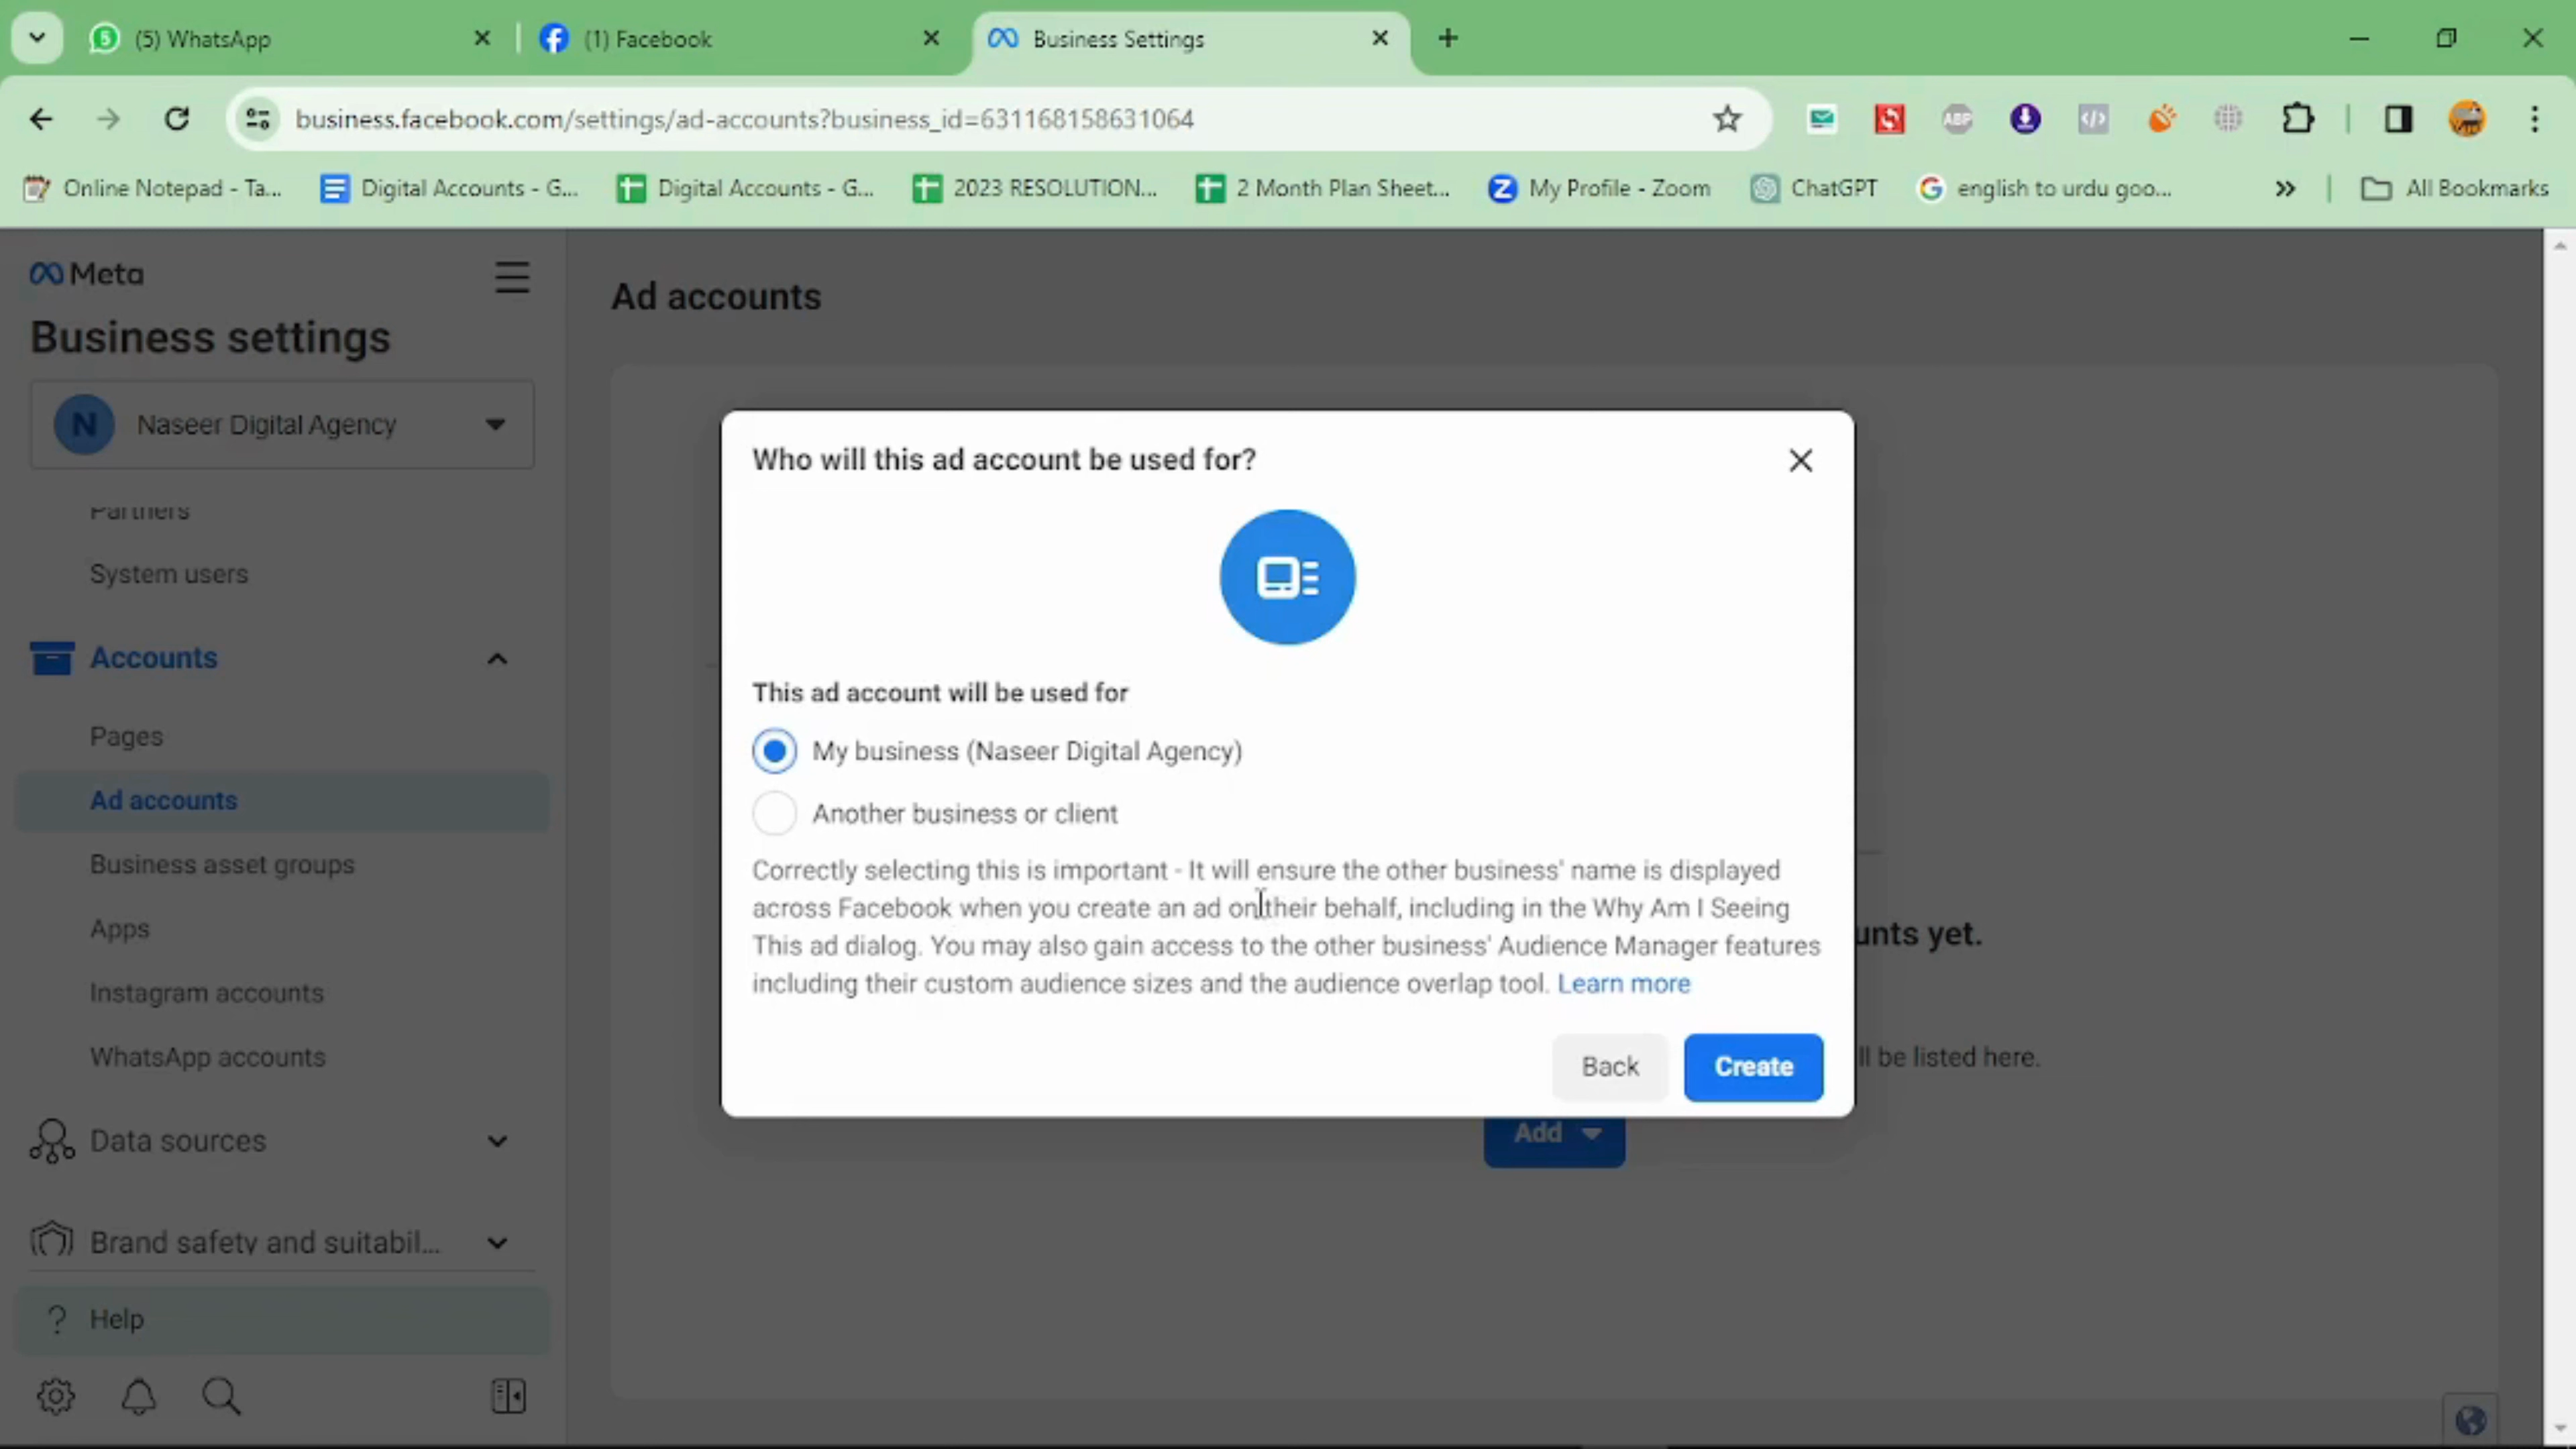 (5) WhatsApp
(1) Facebook
Business Settings
business.facebook.com/settings/ad-accounts?business_id=631168158631064
ABP
Online Notepad - Ta...
Digital Accounts - G...
Digital Accounts - G...
2023 RESOLUTION...
2 Month Plan Sheet...
My Profile - Zoom
ChatGPT
english to urdu goo...
All Bookmarks
Meta
Business settings
N
Naseer Digital Agency
Partners
System users
Accounts
Pages
Ad accounts
Business asset groups
Apps
Instagram accounts
WhatsApp accounts
Data sources
Brand safety and suitabil...
Help
Ad accounts
Who will this ad account be used for?
This ad account will be used for
My business (Naseer Digital Agency)
Another business or client
Correctly selecting this is important - It will ensure the other business' name is displayed
across Facebook when you create an ad on their behalf, including in the Why Am I Seeing
This ad dialog. You may also gain access to the other business' Audience Manager features
including their custom audience sizes and the audience overlap tool. Learn more
Back
Create
unts yet.
ll be listed here.
Add